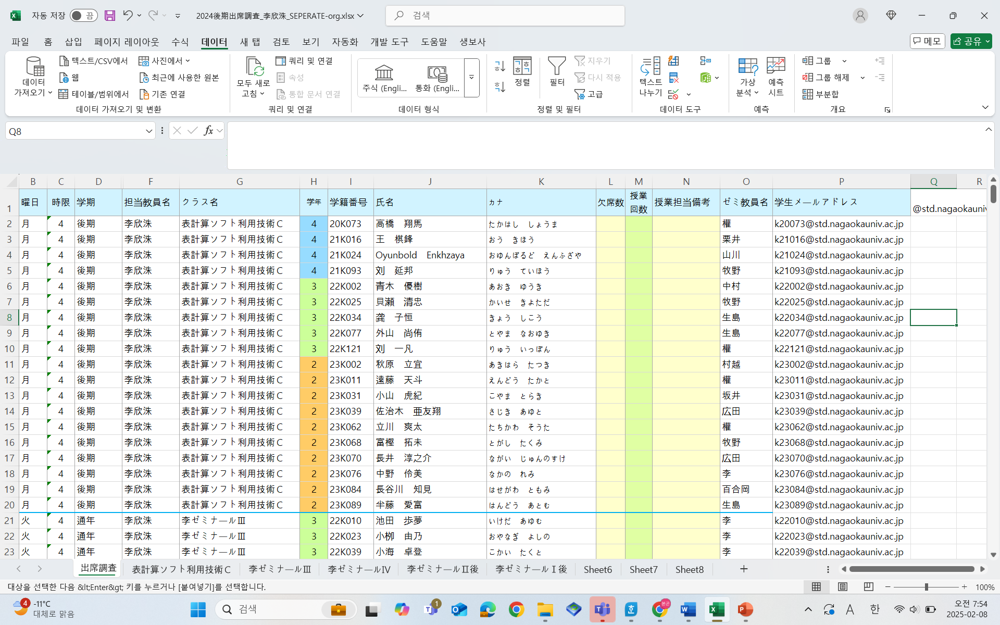 자동 저장 끔 2024後期出席調査_李欣洙_SEPERATE-org.xlsx 검색
파일 홈 삽입 페이지 레이아웃 수식 데이터 새 탭 검토 보기 자동화 개발 도구 도움말 생보사 메모 공유
데이터 가져오기 텍스트/CSV에서 웹 테이블/범위에서 사진에서 최근에 사용한 원본 기존 연결
모두 새로 고침 쿼리 및 연결 속성 통합 문서 연결
주식 (Engli... 통화 (Engli...
정렬 필터 지우기 다시 적용 고급
텍스트 나누기 가상 분석 예측 시트 그룹 그룹 해제 부분합
데이터 가져오기 및 변환 쿼리 및 연결 데이터 형식 정렬 및 필터 데이터 도구 예측 개요
Q8 fx
B C D F G H I J K L M N O P Q R
1 曜日 時限 学期 担当教員名 クラス名 学年 学籍番号 氏名 カナ 欠席数 授業回数 授業担当備考 ゼミ教員名 学生メールアドレス @std.nagaokauniv
2 月 4 後期 李欣洙 表計算ソフト利用技術C 4 20K073 高橋 翔馬 たかはし しょうま 權 k20073@std.nagaokauniv.ac.jp
3 月 4 後期 李欣洙 表計算ソフト利用技術C 4 21K016 王 棋鋒 おう きほう 栗井 k21016@std.nagaokauniv.ac.jp
4 月 4 後期 李欣洙 表計算ソフト利用技術C 4 21K024 Oyunbold Enkhzaya おゆんぼるど えんふざや 山川 k21024@std.nagaokauniv.ac.jp
5 月 4 後期 李欣洙 表計算ソフト利用技術C 4 21K093 刘 延邦 りゅう ていほう 牧野 k21093@std.nagaokauniv.ac.jp
6 月 4 後期 李欣洙 表計算ソフト利用技術C 3 22K002 青木 優樹 あおき ゆうき 中村 k22002@std.nagaokauniv.ac.jp
7 月 4 後期 李欣洙 表計算ソフト利用技術C 3 22K025 貝瀬 清忠 かいせ きよただ 牧野 k22025@std.nagaokauniv.ac.jp
8 月 4 後期 李欣洙 表計算ソフト利用技術C 3 22K034 龚 子恒 きょう しこう 生島 k22034@std.nagaokauniv.ac.jp
9 月 4 後期 李欣洙 表計算ソフト利用技術C 3 22K077 外山 尚侑 とやま なおゆき 生島 k22077@std.nagaokauniv.ac.jp
10 月 4 後期 李欣洙 表計算ソフト利用技術C 3 22K121 刘 一凡 りゅう いっぽん 權 k22121@std.nagaokauniv.ac.jp
11 月 4 後期 李欣洙 表計算ソフト利用技術C 2 23K002 秋原 立宜 あきはら たつき 村越 k23002@std.nagaokauniv.ac.jp
12 月 4 後期 李欣洙 表計算ソフト利用技術C 2 23K011 遠藤 天斗 えんどう たかと 權 k23011@std.nagaokauniv.ac.jp
13 月 4 後期 李欣洙 表計算ソフト利用技術C 2 23K031 小山 虎紀 こやま とらき 坂井 k23031@std.nagaokauniv.ac.jp
14 月 4 後期 李欣洙 表計算ソフト利用技術C 2 23K039 佐治木 亜友翔 さじき あゆと 広田 k23039@std.nagaokauniv.ac.jp
15 月 4 後期 李欣洙 表計算ソフト利用技術C 2 23K062 立川 爽太 たちかわ そうた 權 k23062@std.nagaokauniv.ac.jp
16 月 4 後期 李欣洙 表計算ソフト利用技術C 2 23K068 富樫 拓未 とがし たくみ 牧野 k23068@std.nagaokauniv.ac.jp
17 月 4 後期 李欣洙 表計算ソフト利用技術C 2 23K070 長井 淳之介 ながい じゅんのすけ 広田 k23070@std.nagaokauniv.ac.jp
18 月 4 後期 李欣洙 表計算ソフト利用技術C 2 23K076 中野 伶美 なかの れみ 李 k23076@std.nagaokauniv.ac.jp
19 月 4 後期 李欣洙 表計算ソフト利用技術C 2 23K084 長谷川 知見 はせがわ ともみ 百合岡 k23084@std.nagaokauniv.ac.jp
20 月 4 後期 李欣洙 表計算ソフト利用技術C 2 23K089 半藤 愛富 はんどう あとむ 生島 k23089@std.nagaokauniv.ac.jp
21 火 4 通年 李欣洙 李ゼミナールⅢ 3 22K010 池田 歩夢 いけだ あゆむ 李 k22010@std.nagaokauniv.ac.jp
22 火 4 通年 李欣洙 李ゼミナールⅢ 3 22K023 小栁 由乃 おやなぎ よしの 李 k22023@std.nagaokauniv.ac.jp
23 火 4 通年 李欣洙 李ゼミナールⅢ 3 22K039 小海 卓登 こかい たくと 李 k22039@std.nagaokauniv.ac.jp
出席調査 表計算ソフト利用技術C 李ゼミナールⅢ 李ゼミナールⅣ 李ゼミナールⅡ後 李ゼミナールⅠ後 Sheet6 Sheet7 Sheet8 +
대상을 선택한 다음 &lt;Enter&gt; 키를 누르거나 [붙여넣기]를 선택합니다. 100%
4 -11°C 대체로 맑음 검색 1 A 한 오전 7:54
2025-02-08